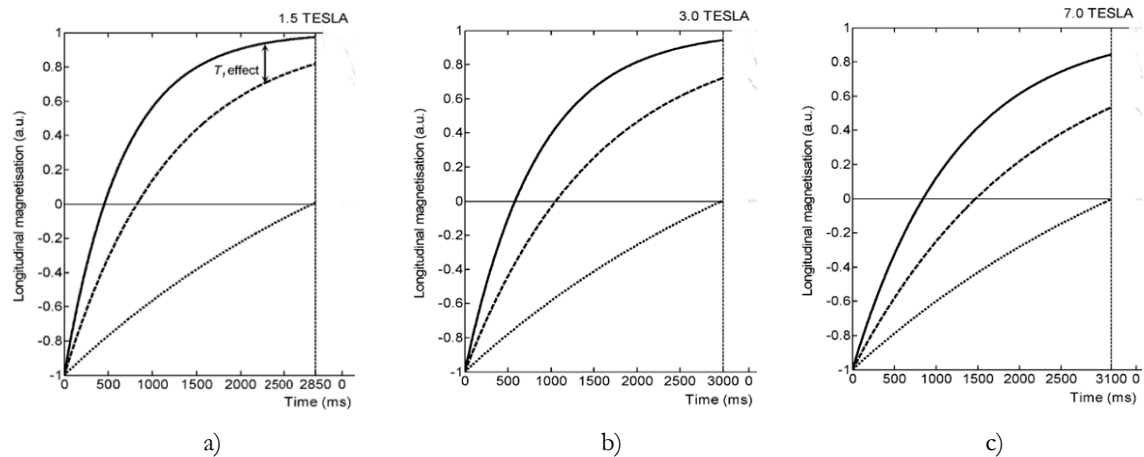 1.5 TESLA
Longitudinal magnetisation (a.u.)
1
0.8
0.6
0.4
0.2
0
-0.2
-0.4
-0.6
-0.8
-1
T₁ effect
0 500 1000 1500 2000 2500 2850 0
Time (ms)
a)
3.0 TESLA
Longitudinal magnetisation (a.u.)
1
0.8
0.6
0.4
0.2
0
-0.2
-0.4
-0.6
-0.8
-1
0 500 1000 1500 2000 2500 3000 0
Time (ms)
b)
7.0 TESLA
Longitudinal magnetisation (a.u.)
1
0.8
0.6
0.4
0.2
0
-0.2
-0.4
-0.6
-0.8
-1
0 500 1000 1500 2000 2500 3100 0
Time (ms)
c)